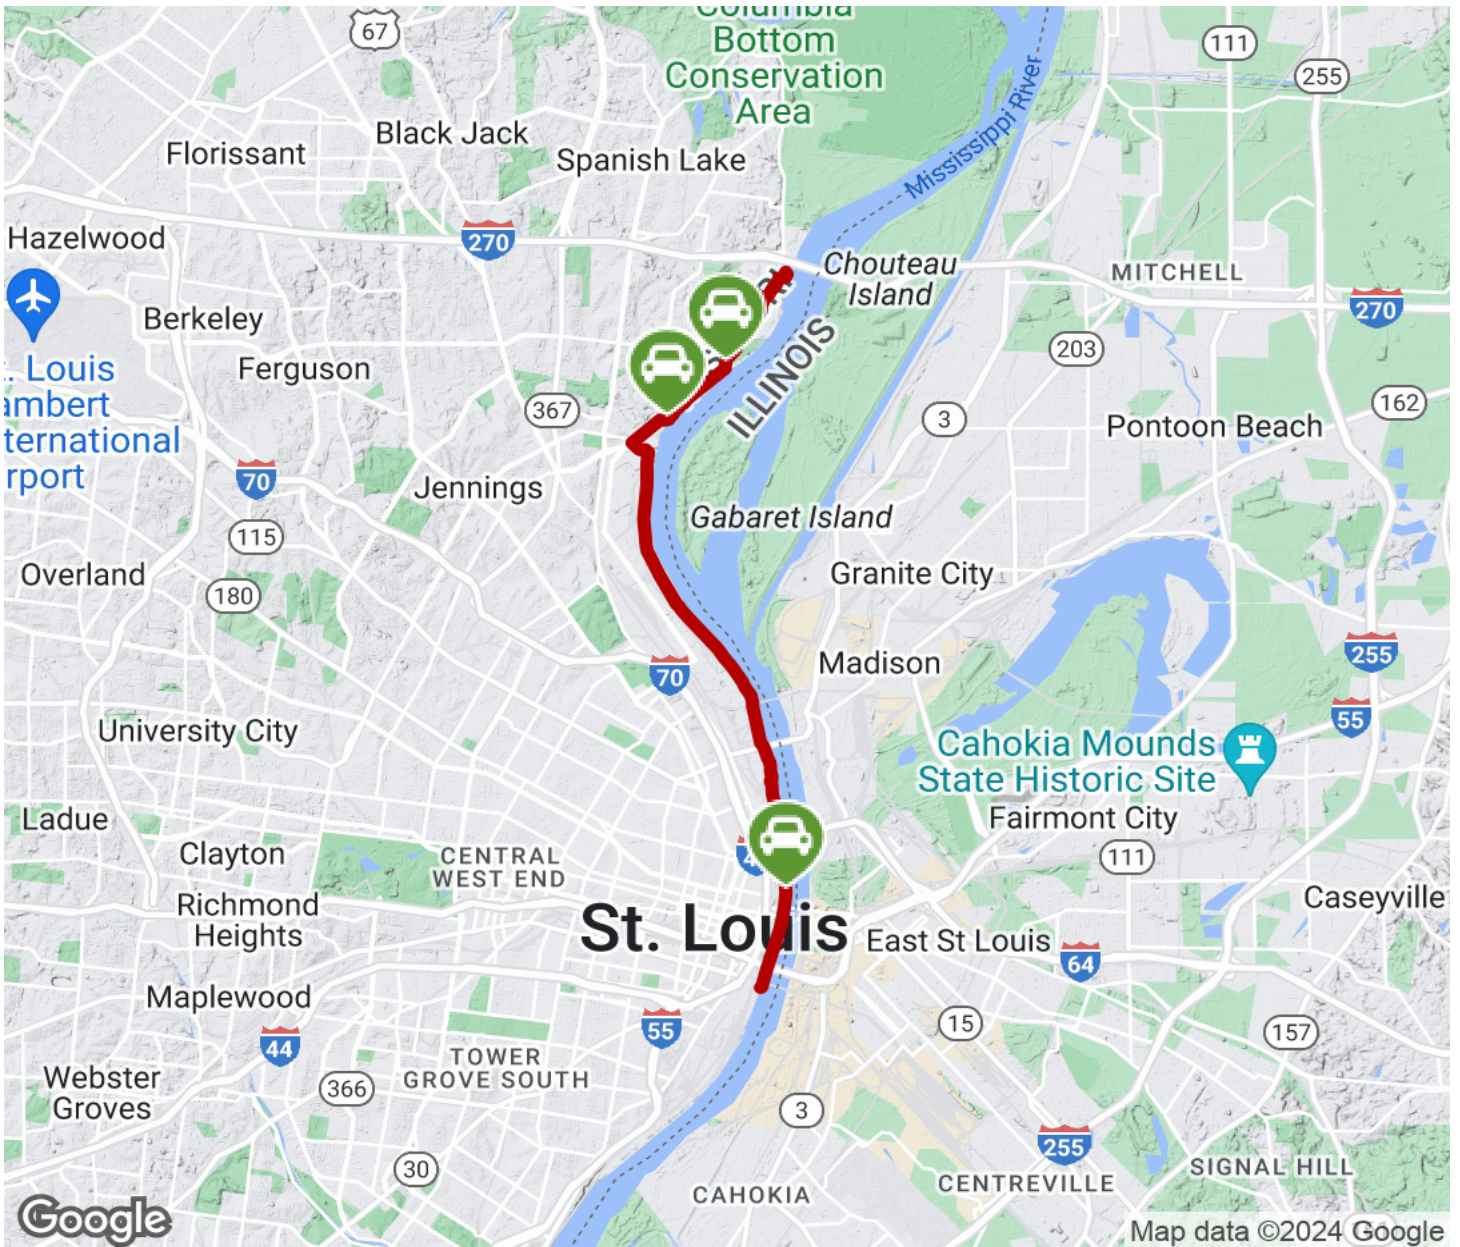 Columbia
Bottom
Conservation
Area
67
111
255
Mississippi River
Black Jack
Florissant
Spanish Lake
Hazelwood
270
Chouteau
Island
MITCHELL
270
Berkeley
ILLINOIS
203
Ferguson
. Louis
ambert
ternational
rport
367
3
162
Pontoon Beach
70
Jennings
Gabaret Island
115
Overland
180
Granite City
255
Madison
70
55
University City
Cahokia Mounds
State Historic Site
Ladue
Fairmont City
Clayton
CENTRAL
WEST END
111
Richmond
Heights
Caseyville
St. Louis
East St Louis
64
Maplewood
55
15
157
44
TOWER
GROVE SOUTH
Webster
Groves
366
3
255
30
SIGNAL HILL
CENTREVILLE
CAHOKIA
Google
Map data ©2024 Google